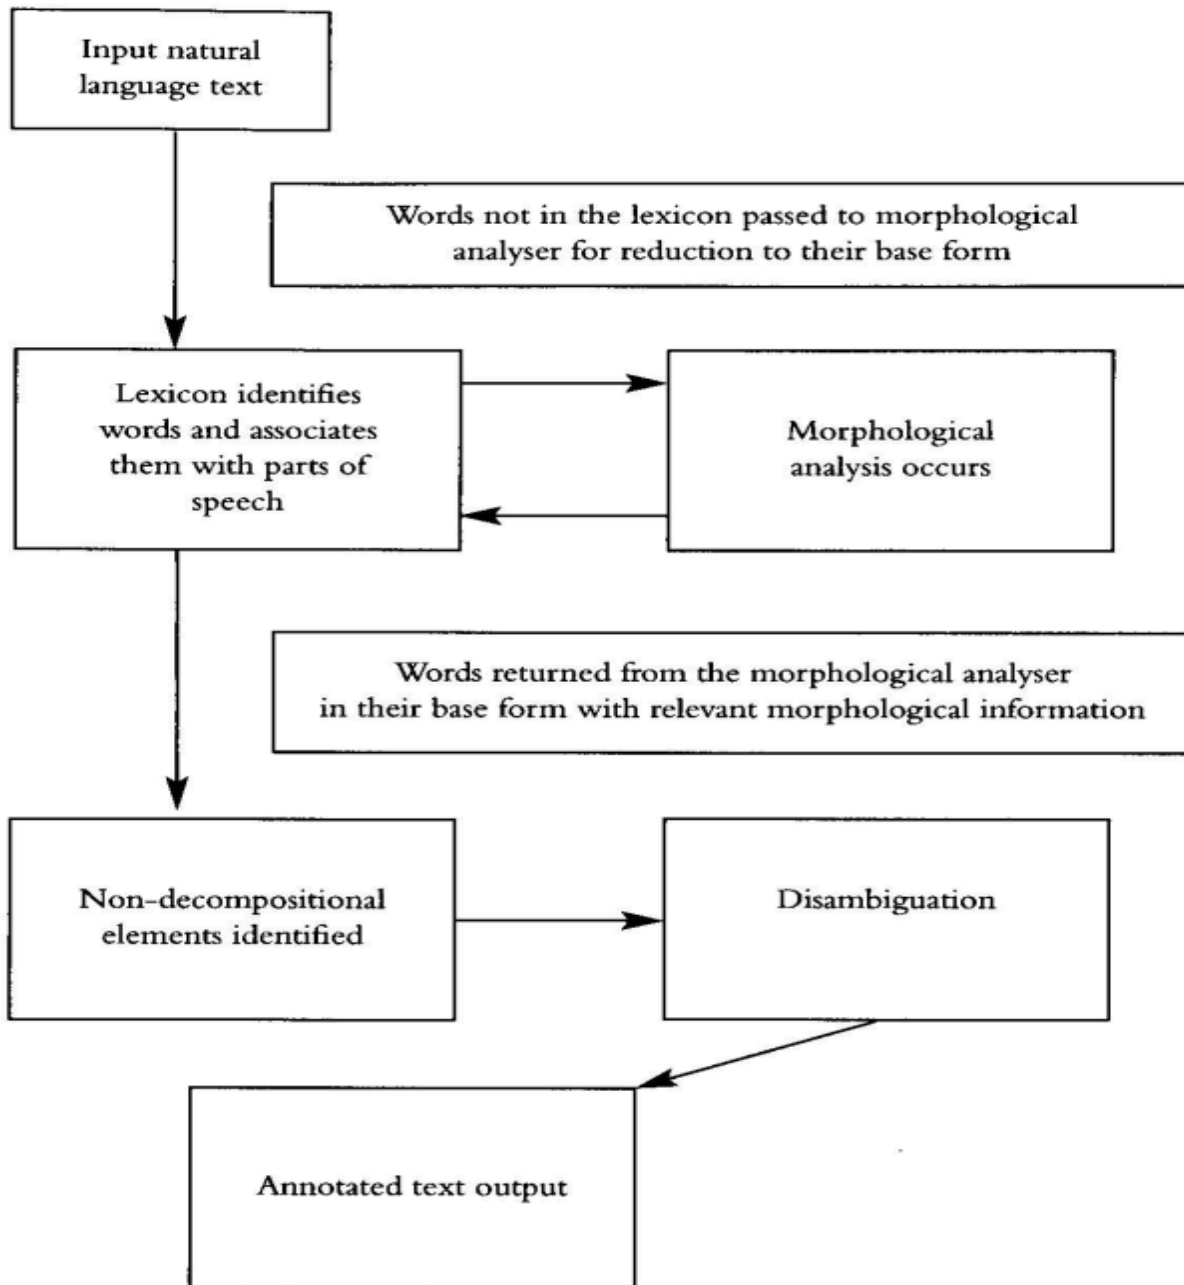 Input natural
language text
Words not in the lexicon passed to morphological
analyser for reduction to their base form
Lexicon identifies
words and associates
them with parts of
speech
Morphological
analysis occurs
Words returned from the morphological analyser
in their base form with relevant morphological information
Non-decompositional
elements identified
Disambiguation
Annotated text output